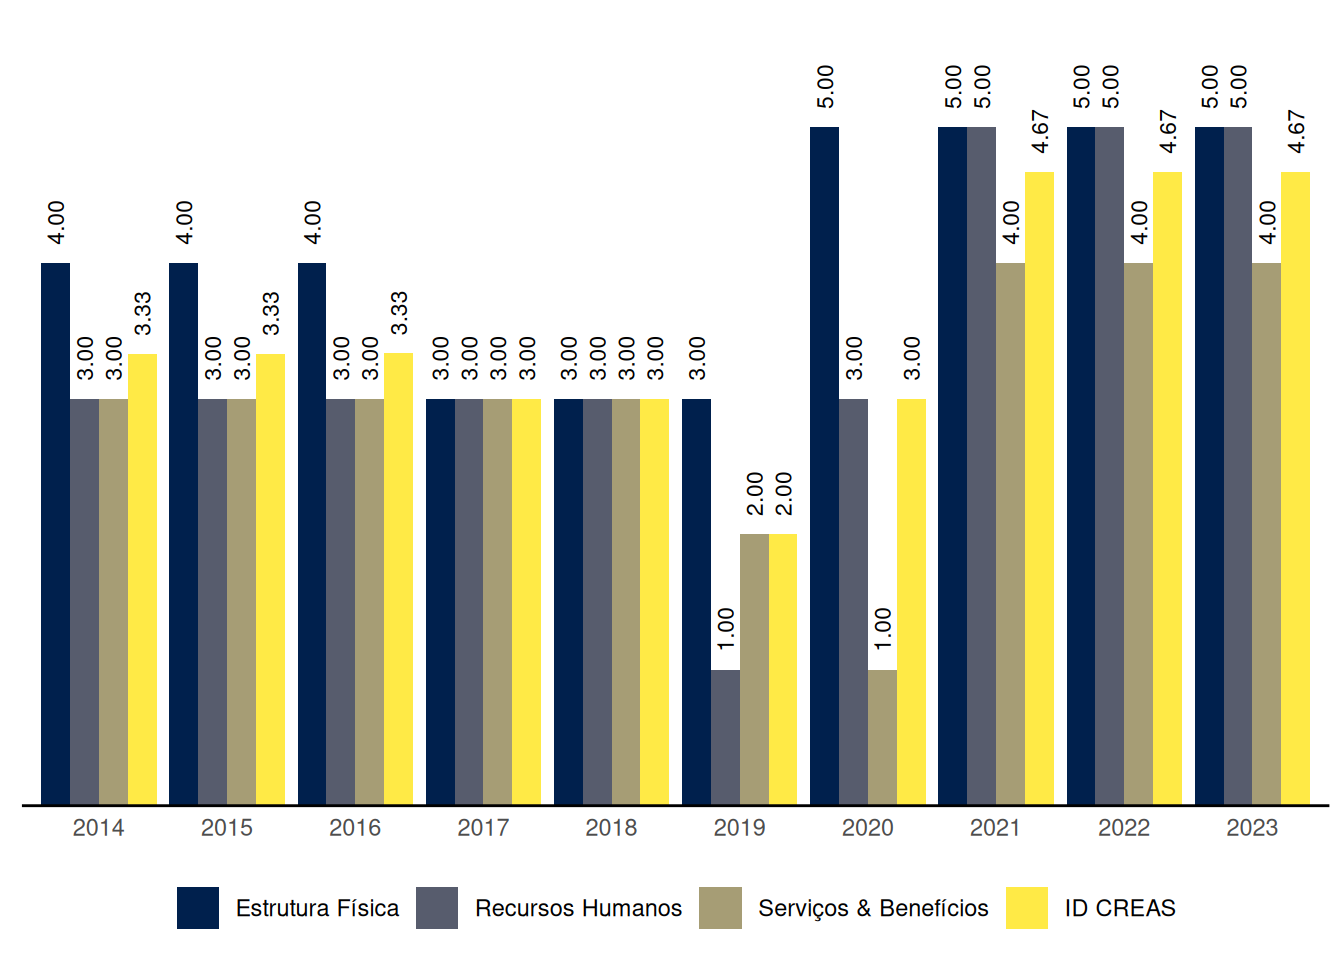 5.00 5.00 5.00 5.00 5.00 5.00 5.00
4.67 4.67 4.67
4.00 4.00 4.00 4.00 4.00 4.00
3.33 3.33 3.33
3.00 3.00 3.00 3.00 3.00 3.00 3.00 3.00 3.00 3.00 3.00 3.00 3.00 3.00 3.00 3.00 3.00
2.00 2.00
1.00 1.00
2014 2015 2016 2017 2018 2019 2020 2021 2022 2023
Estrutura Física Recursos Humanos Serviços & Benefícios ID CREAS